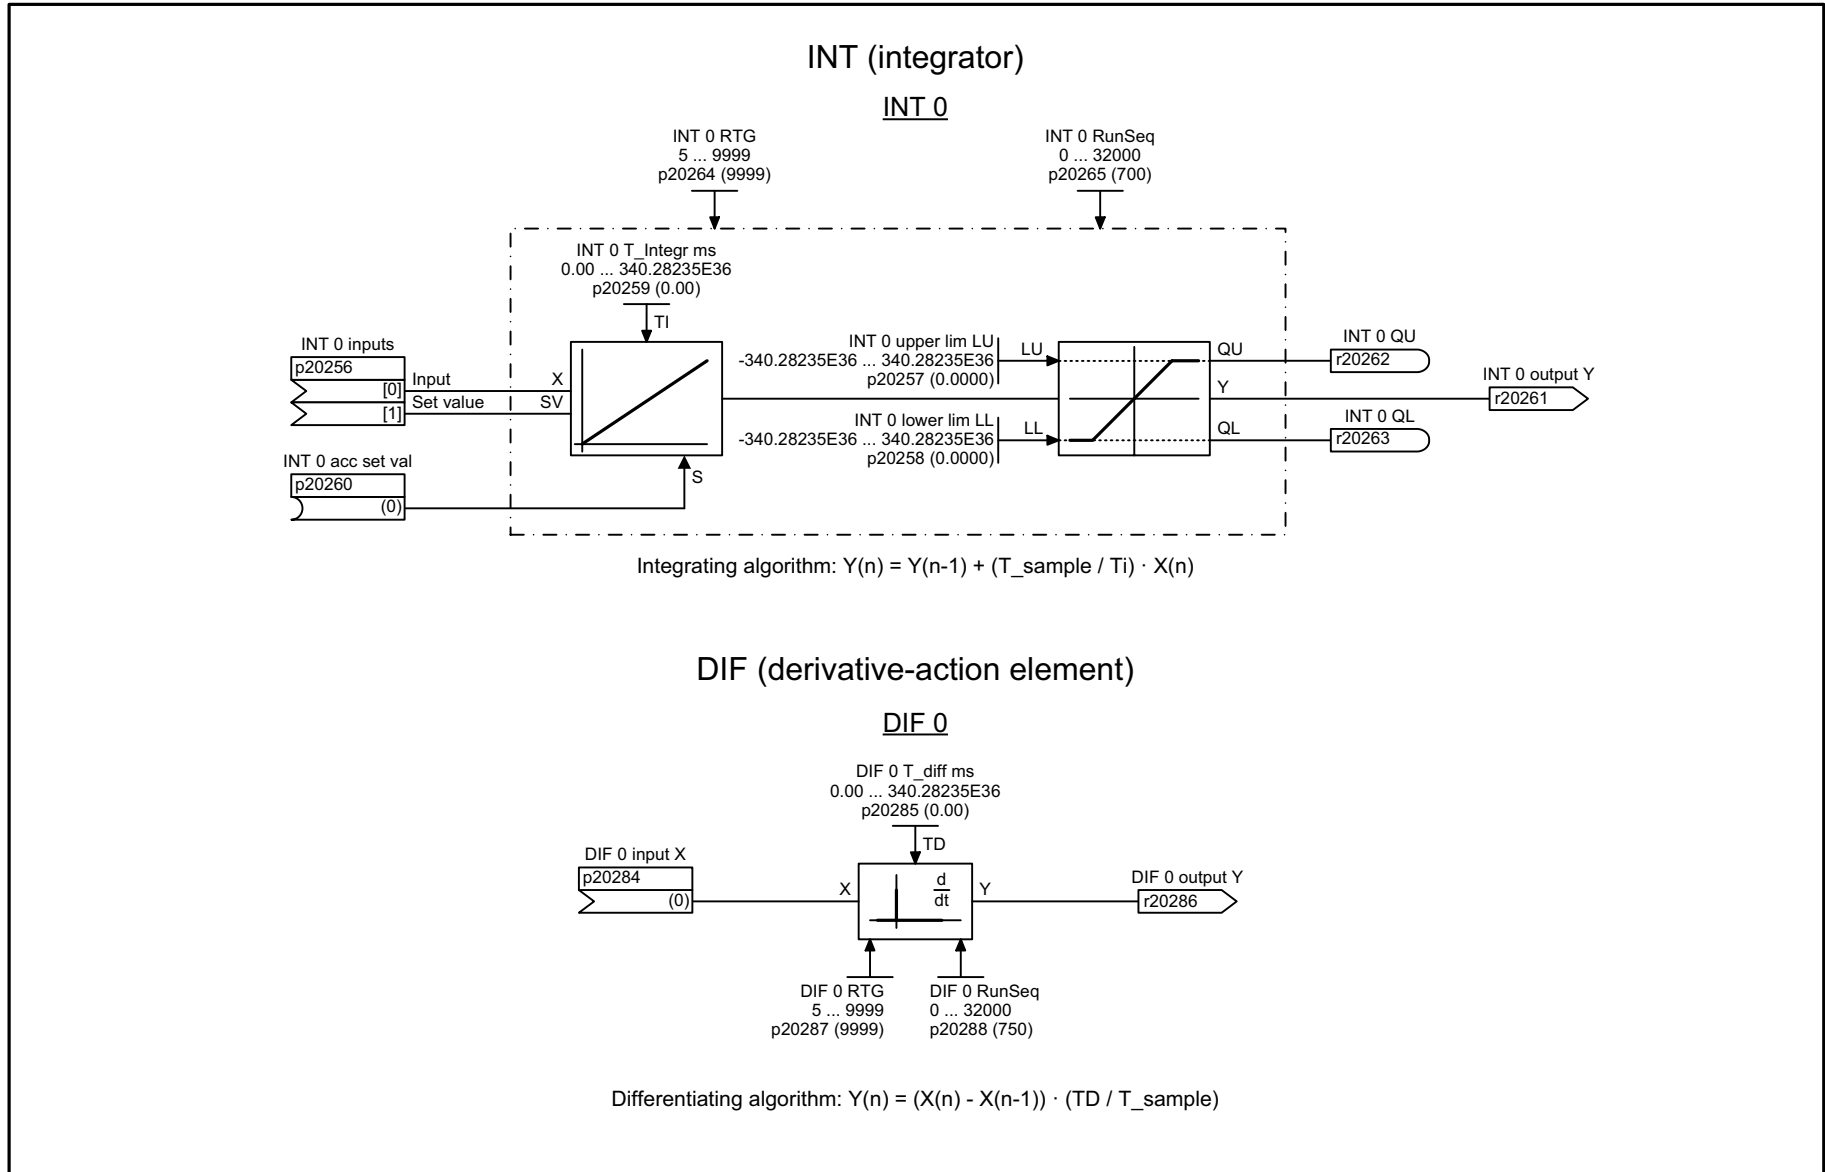 INT (integrator)
INT 0
INT 0 RTG
5 ... 9999
p20264 (9999)
INT 0 RunSeq
0 ... 32000
p20265 (700)
INT 0 T_Integr ms
0.00 ... 340.28235E36
p20259 (0.00)
TI
INT 0 inputs
p20256
[0]
[1]
Input
Set value
X
SV
INT 0 acc set val
p20260
(0)
S
INT 0 upper lim LU
-340.28235E36 ... 340.28235E36
p20257 (0.0000)
LU
INT 0 lower lim LL
-340.28235E36 ... 340.28235E36
p20258 (0.0000)
LL
QU
Y
QL
INT 0 QU
r20262
INT 0 output Y
r20261
INT 0 QL
r20263
Integrating algorithm: Y(n) = Y(n-1) + (T_sample / Ti) · X(n)
DIF (derivative-action element)
DIF 0
DIF 0 T_diff ms
0.00 ... 340.28235E36
p20285 (0.00)
TD
DIF 0 input X
p20284
(0)
X
d
dt
Y
DIF 0 output Y
r20286
DIF 0 RTG
5 ... 9999
p20287 (9999)
DIF 0 RunSeq
0 ... 32000
p20288 (750)
Differentiating algorithm: Y(n) = (X(n) - X(n-1)) · (TD / T_sample)